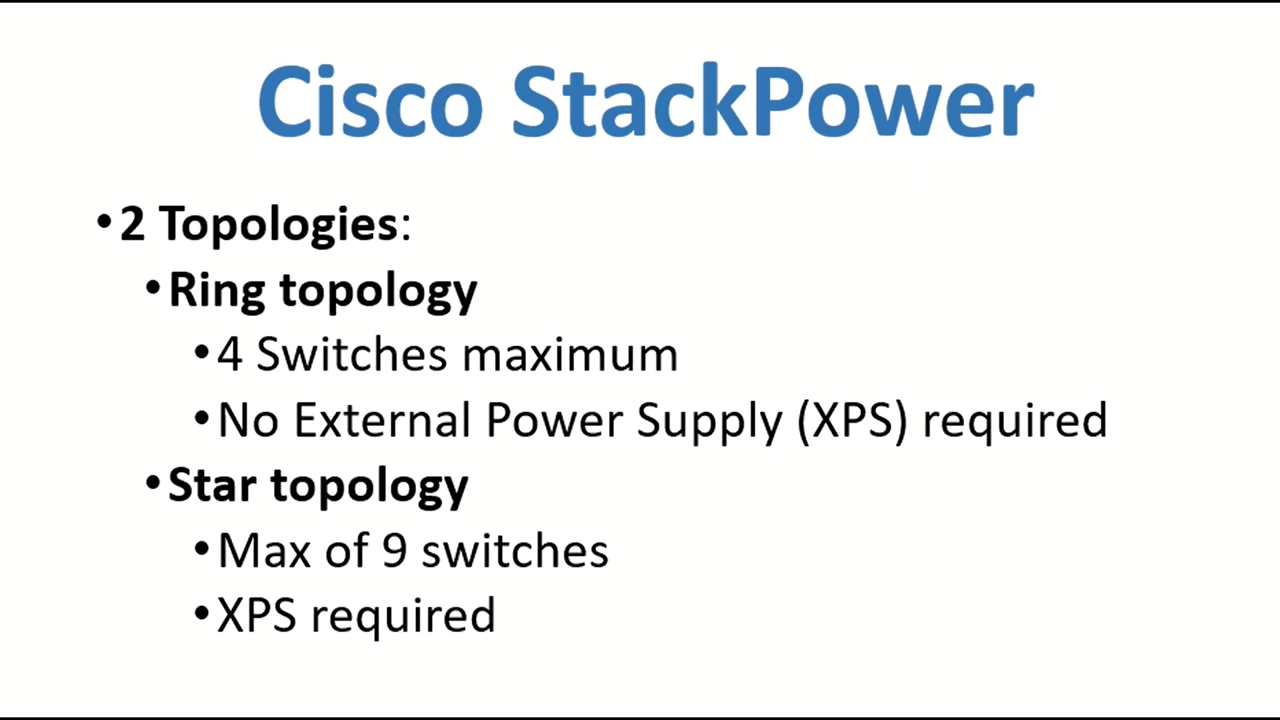 Cisco StackPower
•2 Topologies:
•Ring topology
•4 Switches maximum
•No External Power Supply (XPS) required
•Star topology
•Max of 9 switches
•XPS required